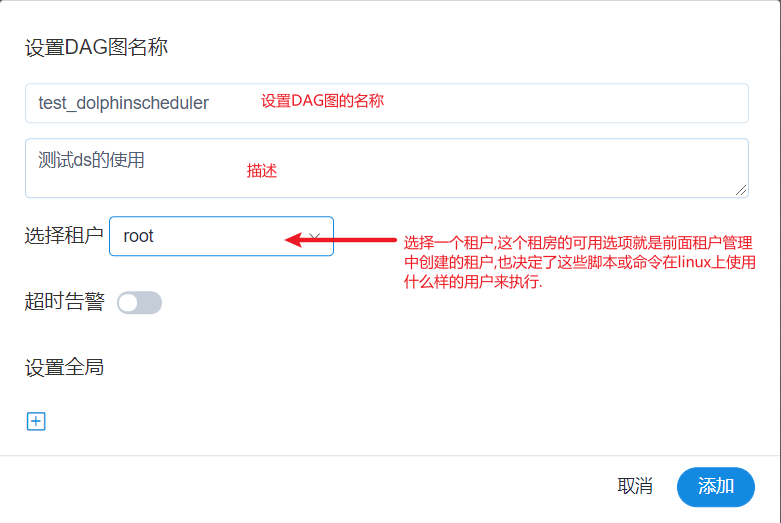 设置DAG图名称
test_dolphinscheduler 设置DAG图的名称
测试ds的使用
描述
选择租户 root
选择一个租户,这个租房的可用选项就是前面租户管理
中创建的租户,也决定了这些脚本或命令在linux上使用
什么样的用户来执行.
超时告警
设置全局
取消 添加